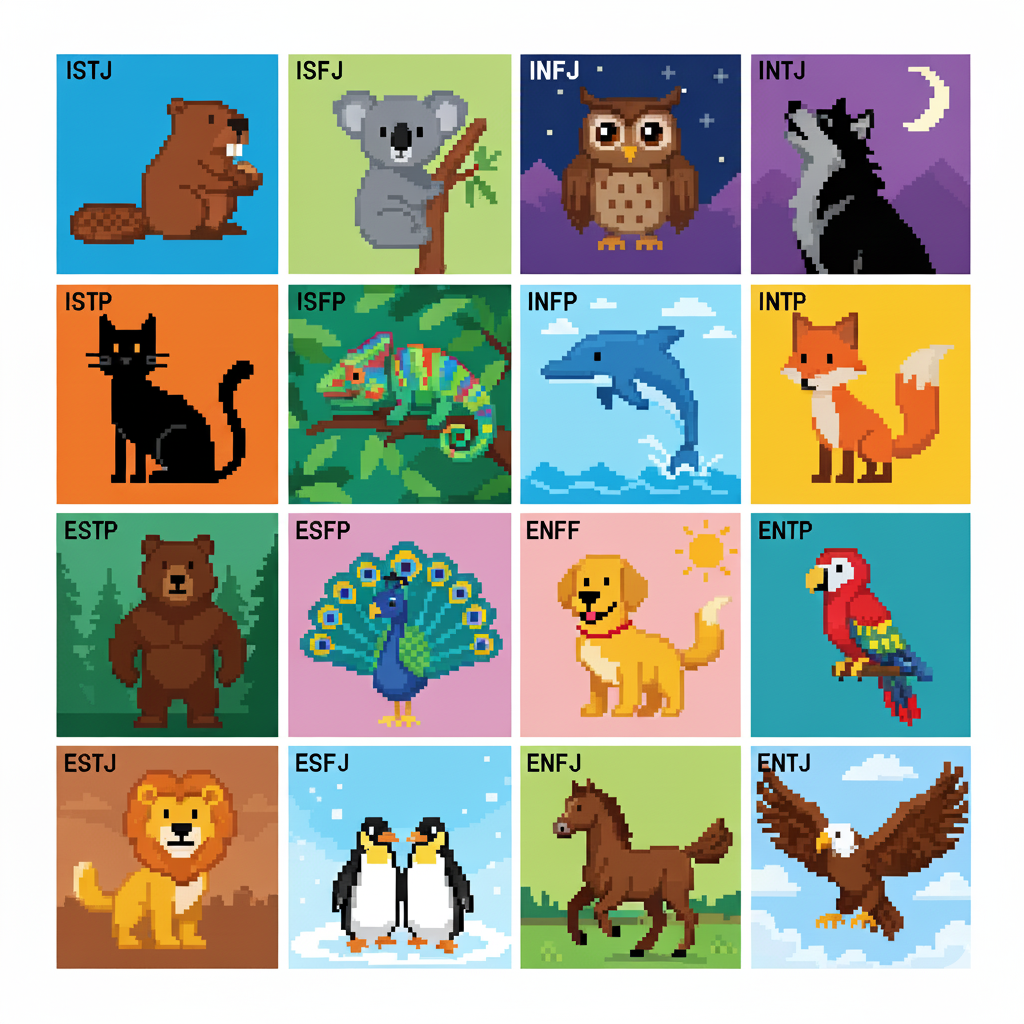 ISTJ
ISFJ
INFJ
INTJ
ISTP
ISFP
INFP
INTP
ESTP
ESFP
ENFF
ENTP
ESTJ
ESFJ
ENFJ
ENTJ